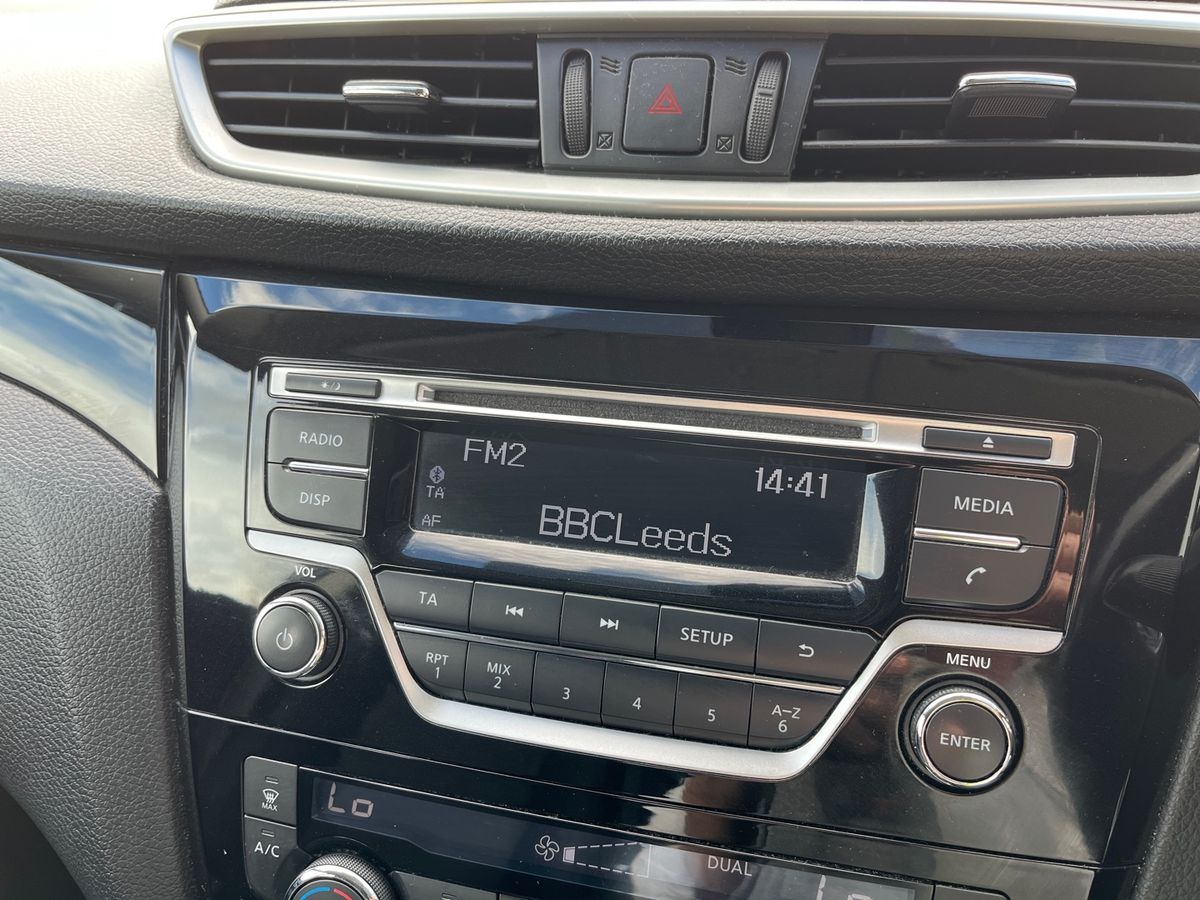 RADIO
DISP
FM2
14:41
TA
AF
BBCLeeds
MEDIA
VOL
TA
SETUP
RPT
1
MIX
2
3
4
5
A–Z
6
MENU
ENTER
MAX
A/C
Lo
DUAL